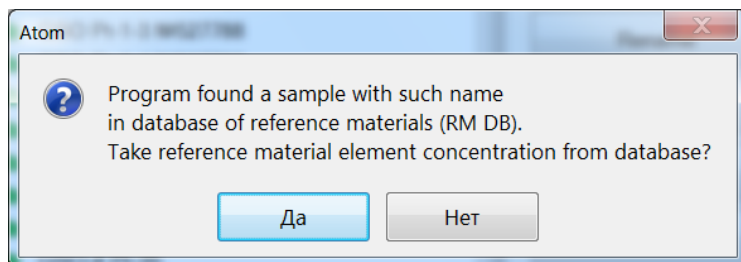 Atom
Program found a sample with such name
in database of reference materials (RM DB).
Take reference material element concentration from database?
Да
Нет